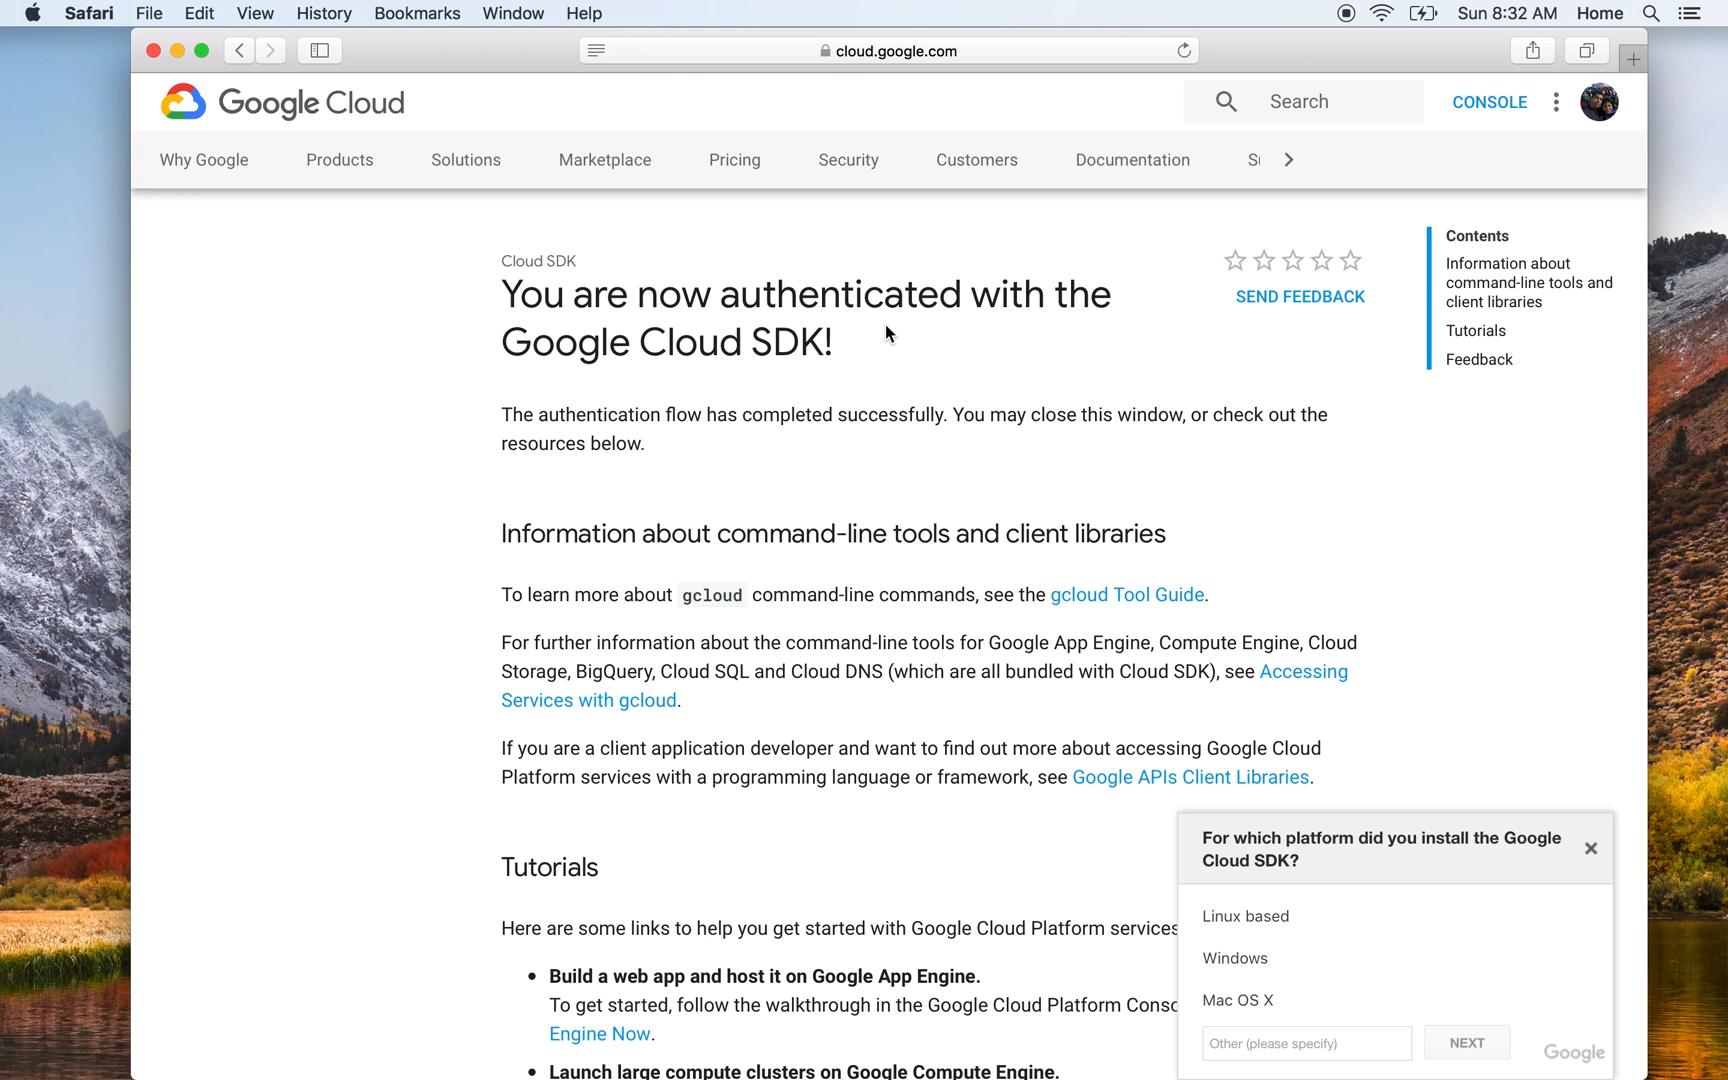 Safari File Edit View History Bookmarks Window Help Sun 8:32 AM Home
cloud.google.com
Google Cloud Search CONSOLE
Why Google Products Solutions Marketplace Pricing Security Customers Documentation
Cloud SDK
You are now authenticated with the
Google Cloud SDK!
SEND FEEDBACK
Contents
Information about
command-line tools and
client libraries
Tutorials
Feedback
The authentication flow has completed successfully. You may close this window, or check out the
resources below.
Information about command-line tools and client libraries
To learn more about gcloud command-line commands, see the gcloud Tool Guide.
For further information about the command-line tools for Google App Engine, Compute Engine, Cloud
Storage, BigQuery, Cloud SQL and Cloud DNS (which are all bundled with Cloud SDK), see Accessing
Services with gcloud.
If you are a client application developer and want to find out more about accessing Google Cloud
Platform services with a programming language or framework, see Google APIs Client Libraries.
Tutorials
Here are some links to help you get started with Google Cloud Platform services
• Build a web app and host it on Google App Engine.
To get started, follow the walkthrough in the Google Cloud Platform
Engine Now.
• Launch large compute clusters on Google Compute Engine.
For which platform did you install the Google
Cloud SDK?
Linux based
Windows
Mac OS X
Other (please specify) NEXT
Google